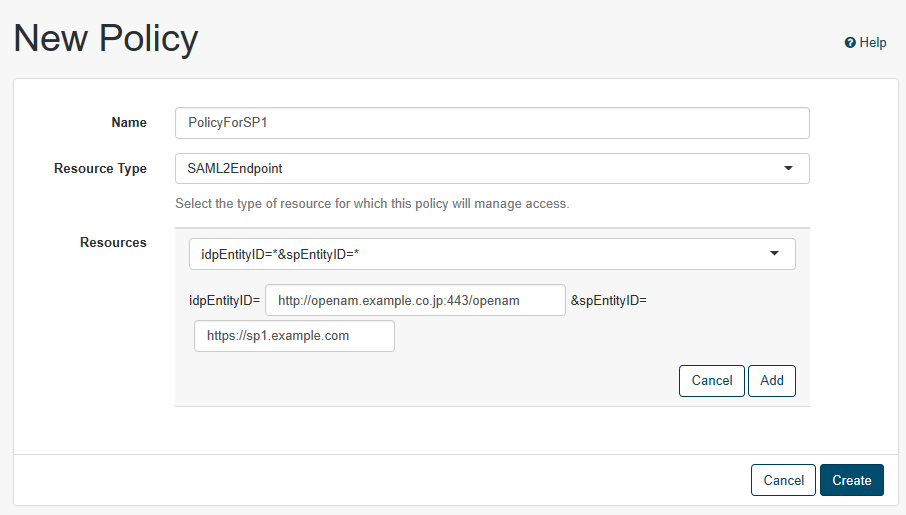 New Policy
Help
Name
PolicyForSP1
Resource Type
SAML2Endpoint
Select the type of resource for which this policy will manage access.
Resources
idpEntityID=*&spEntityID=*
idpEntityID= http://openam.example.co.jp:443/openam &spEntityID=
https://sp1.example.com
Cancel Add
Cancel Create